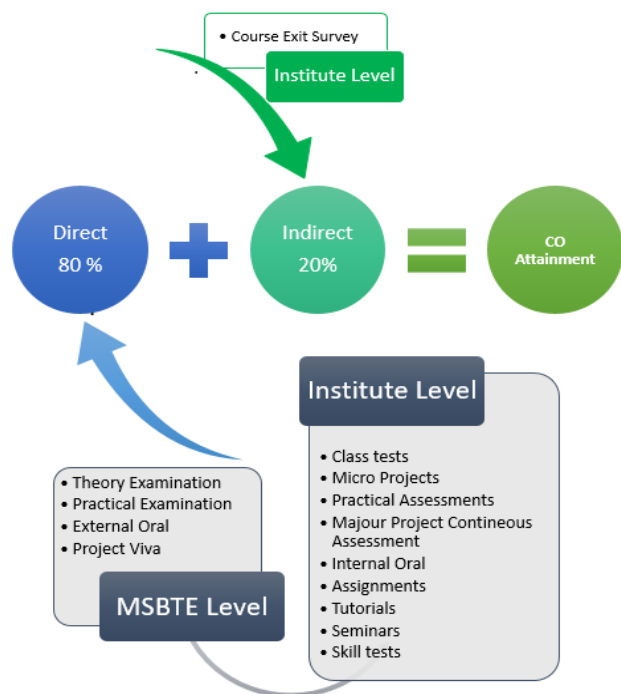 • Course Exit Survey
Institute Level
Direct
80 %
Indirect
20%
CO
Attainment
Institute Level
• Class tests
• Micro Projects
• Practical Assessments
• Majour Project Contineous
Assessment
• Internal Oral
• Assignments
• Tutorials
• Seminars
• Skill tests
• Theory Examination
• Practical Examination
• External Oral
• Project Viva
MSBTE Level